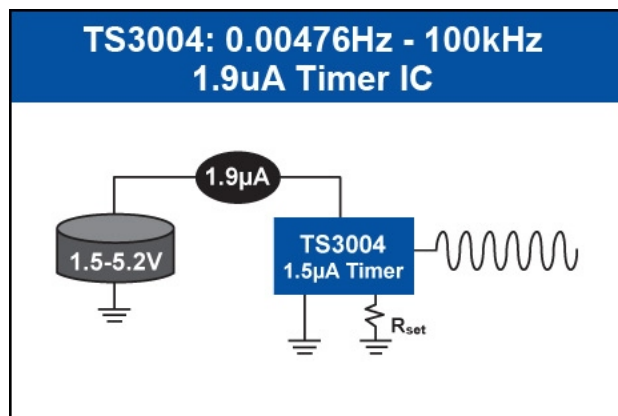 TS3004: 0.00476Hz - 100kHz
1.9uA Timer IC
1.9µA
1.5-5.2V
TS3004
1.5µA Timer
Rset